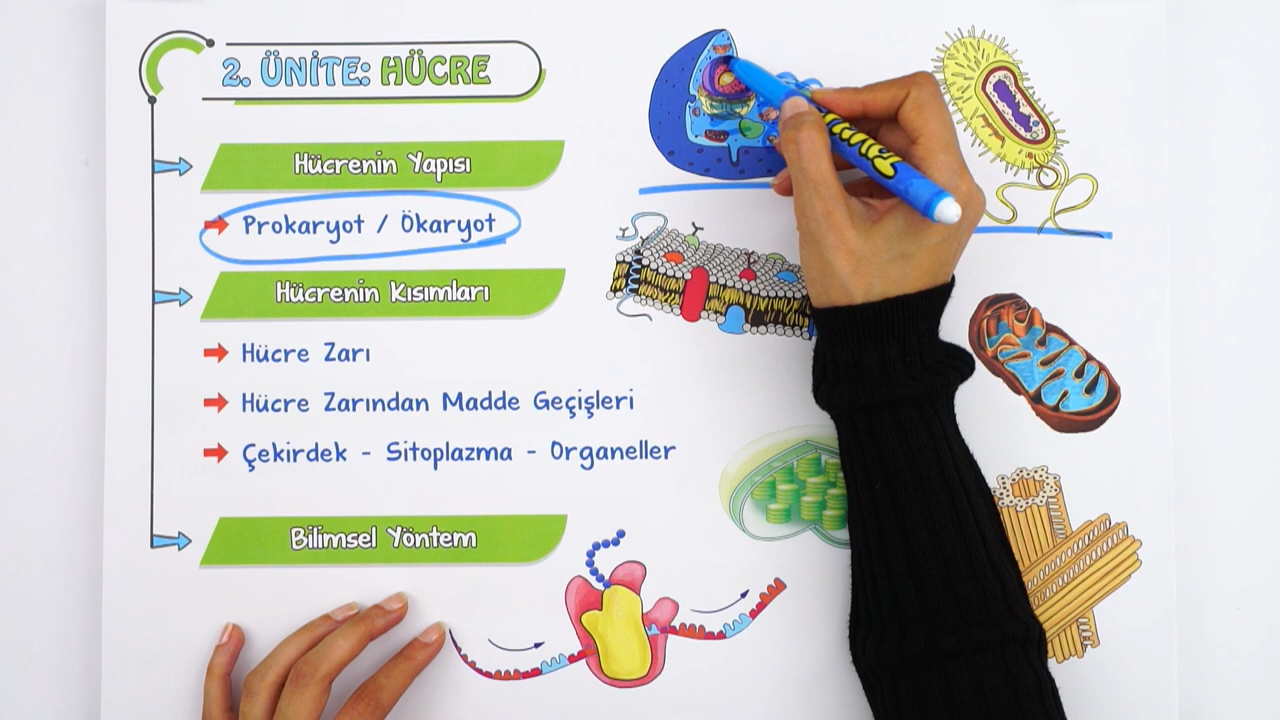 2. ÜNİTE: HÜCRE
Hücrenin Yapısı
Prokaryot / Ökaryot
Hücrenin Kısımları
Hücre Zarı
Hücre Zarından Madde Geçişleri
Çekirdek - Sitoplazma - Organeller
Bilimsel Yöntem